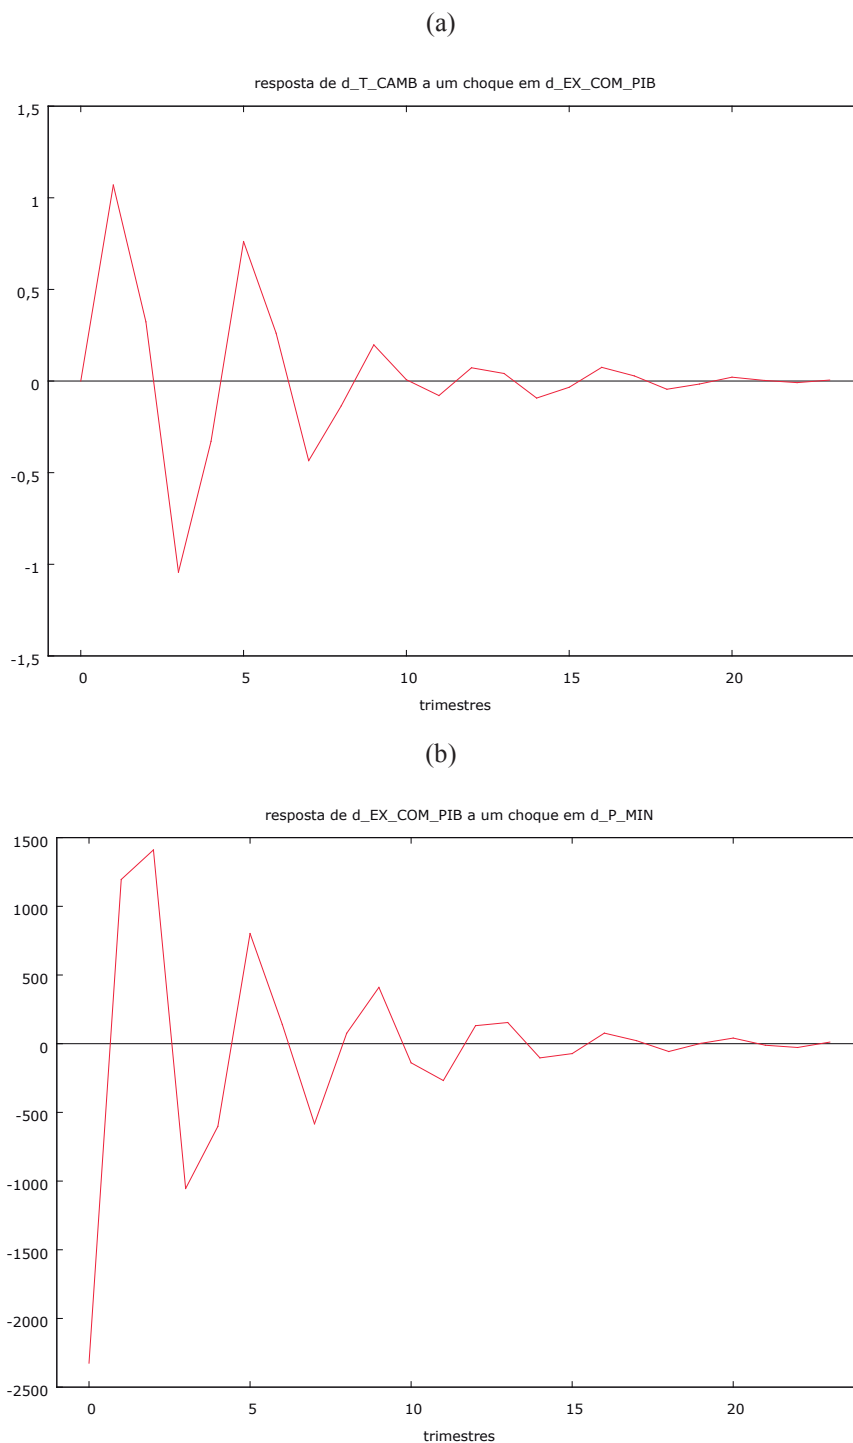 (a)
resposta de d_T_CAMB a um choque em d_EX_COM_PIB
1,5
1
0,5
0
-0,5
-1
-1,5
0 5 10 15 20
trimestres
(b)
resposta de d_EX_COM_PIB a um choque em d_P_MIN
1500
1000
500
0
-500
-1000
-1500
-2000
-2500
0 5 10 15 20
trimestres